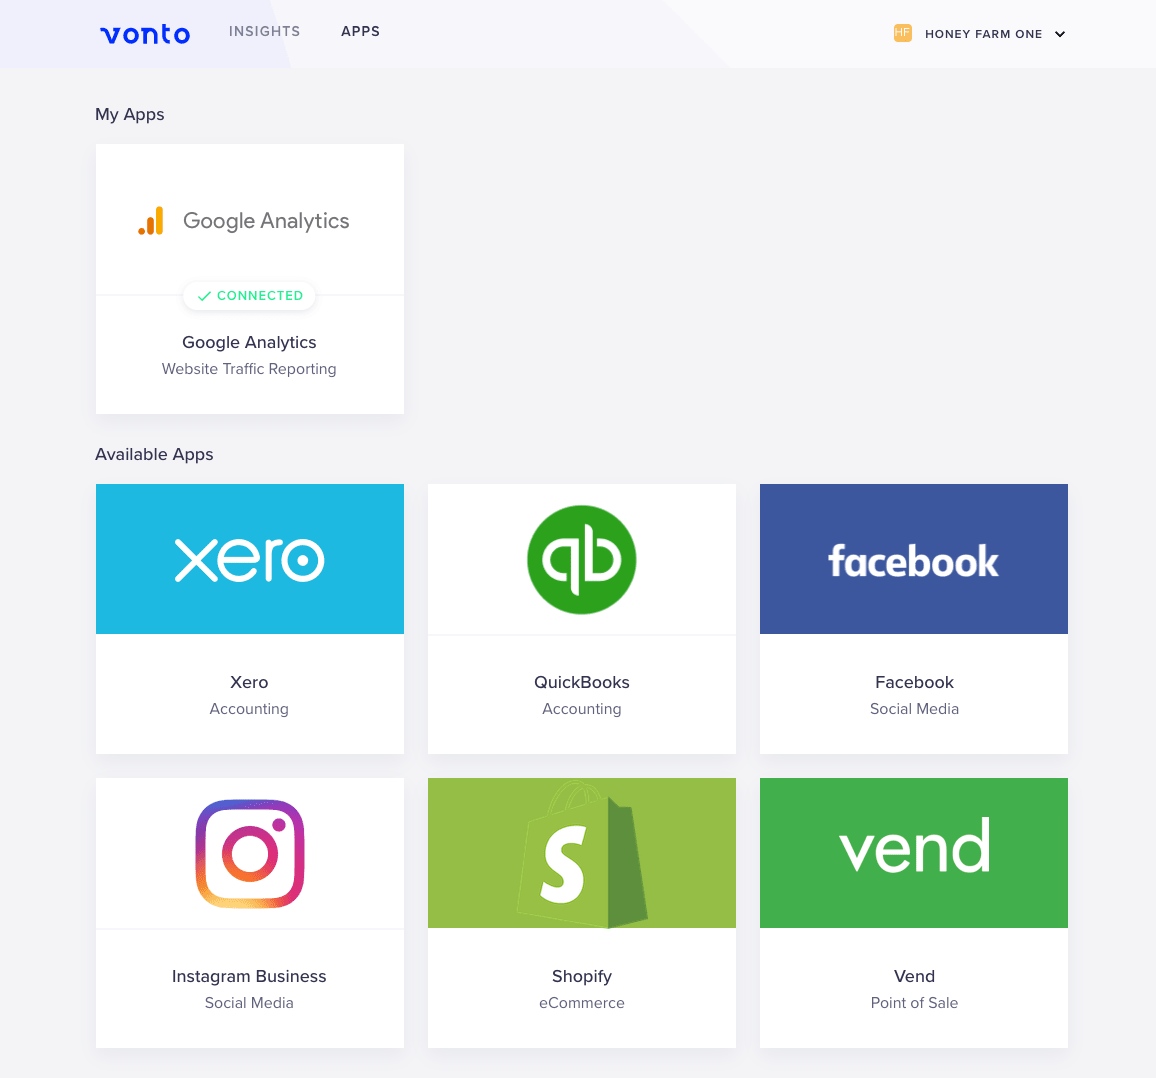 vonto
INSIGHTS
APPS
HF
HONEY FARM ONE
My Apps
Google Analytics
CONNECTED
Google Analytics
Website Traffic Reporting
Available Apps
xero
qb
facebook
Xero
Accounting
QuickBooks
Accounting
Facebook
Social Media
S
vend
Instagram Business
Social Media
Shopify
eCommerce
Vend
Point of Sale